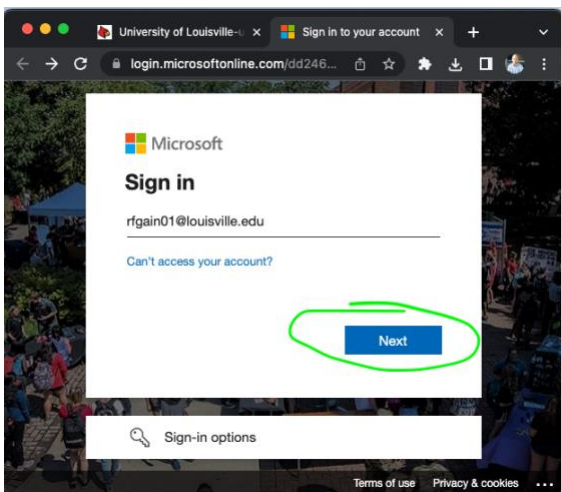 University of Louisville-u
Sign in to your account
login.microsoftonline.com/dd246...
Microsoft
Sign in
rfgain01@louisville.edu
Can't access your account?
Next
Sign-in options
Terms of use
Privacy & cookies
...